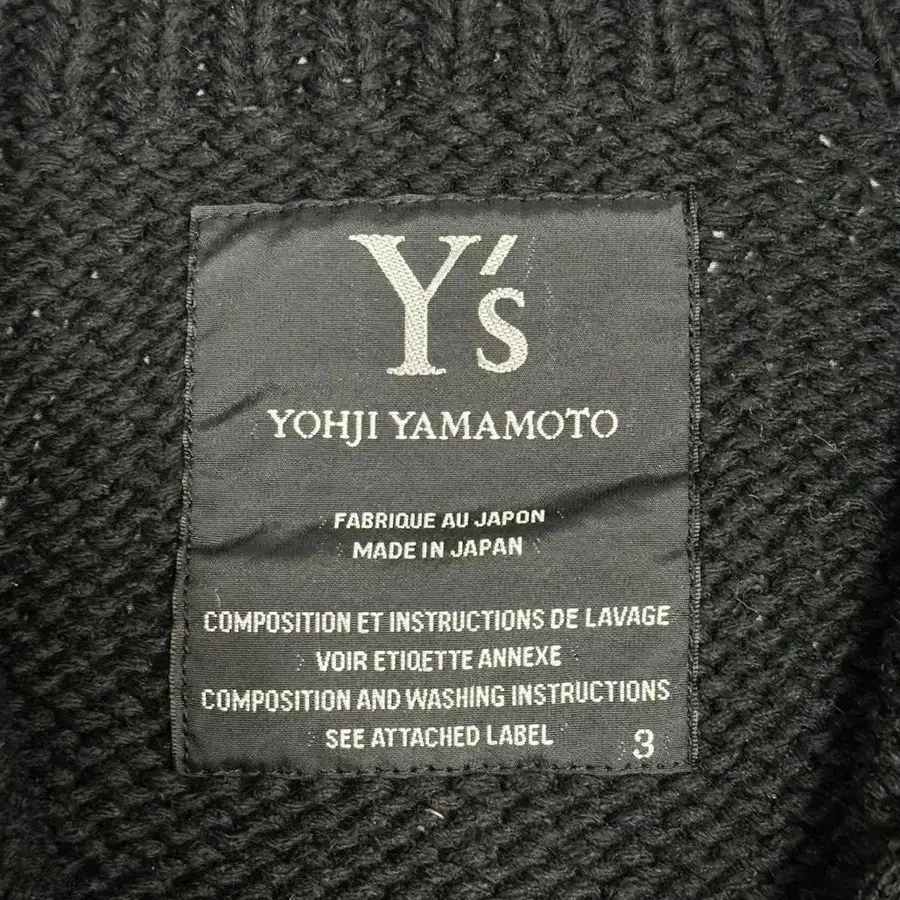 Y's
YOHJI YAMAMOTO
FABRIQUE AU JAPON
MADE IN JAPAN
COMPOSITION ET INSTRUCTIONS DE LAVAGE
VOIR ETIQETTE ANNEXE
COMPOSITION AND WASHING INSTRUCTIONS
SEE ATTACHED LABEL
3